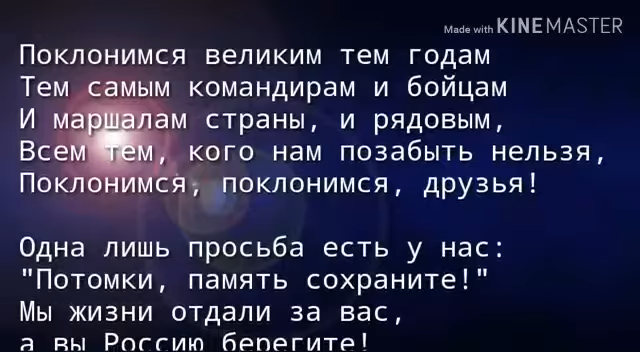 Made with KINEMASTER
Поклонимся великим тем годам
Тем самым командирам и бойцам
И маршалам страны, и рядовым,
Всем тем, кого нам позабыть нельзя,
Поклонимся, поклонимся, друзья!
Одна лишь просьба есть у нас:
"Потомки, память сохраните!"
Мы жизни отдали за вас,
а вы Россию берегите!